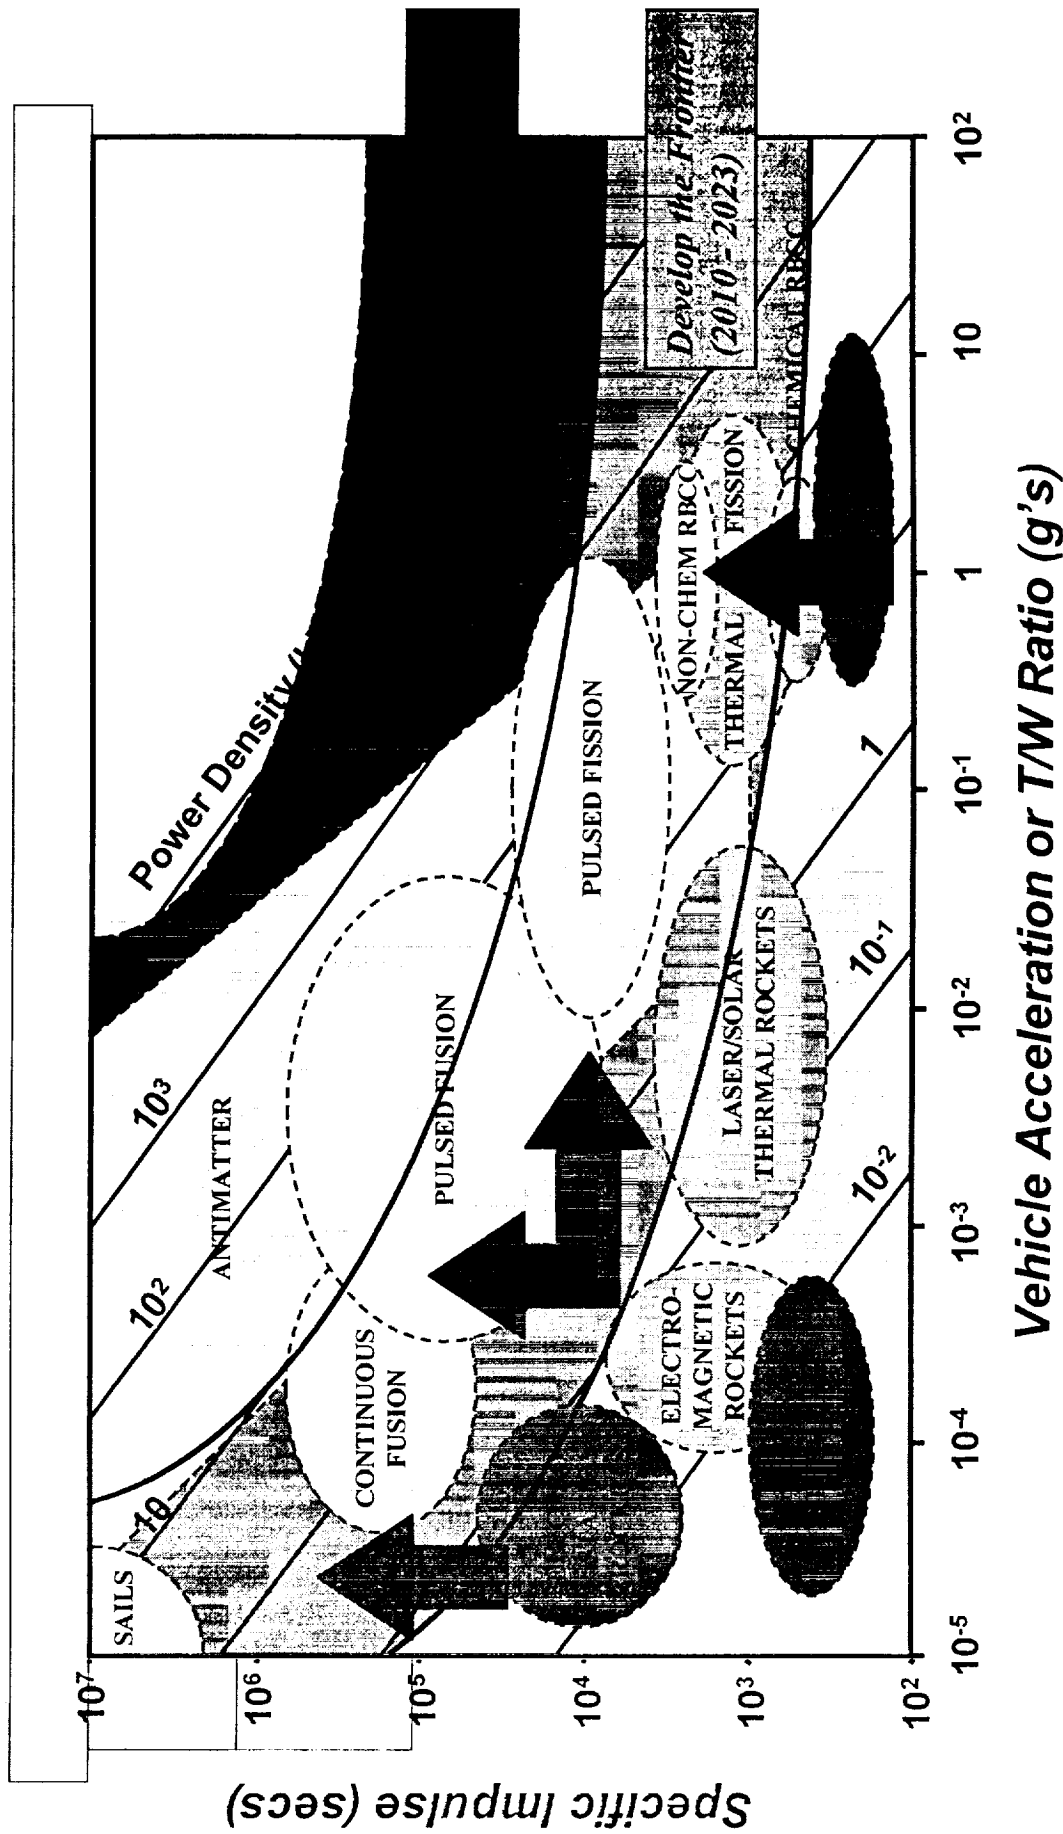 Specific Impulse (secs)
10⁷
10⁶
10⁵
10⁴
10³
10²
10⁻⁵
10⁻⁴
10⁻³
10⁻²
10⁻¹
1
10
10²
Vehicle Acceleration or T/W Ratio (g's)
SAILS
10
10²
10³
Power Density
ANTIMATTER
CONTINUOUS
FUSION
PULSED FUSION
PULSED FISSION
NON-CHEM RBCC
THERMAL FISSION
CHEMICAL RBCC
Develop the Frontier
(2010 - 2023)
ELECTRO-
MAGNETIC
ROCKETS
LASER/SOLAR
THERMAL ROCKETS
10⁻²
10⁻¹
1